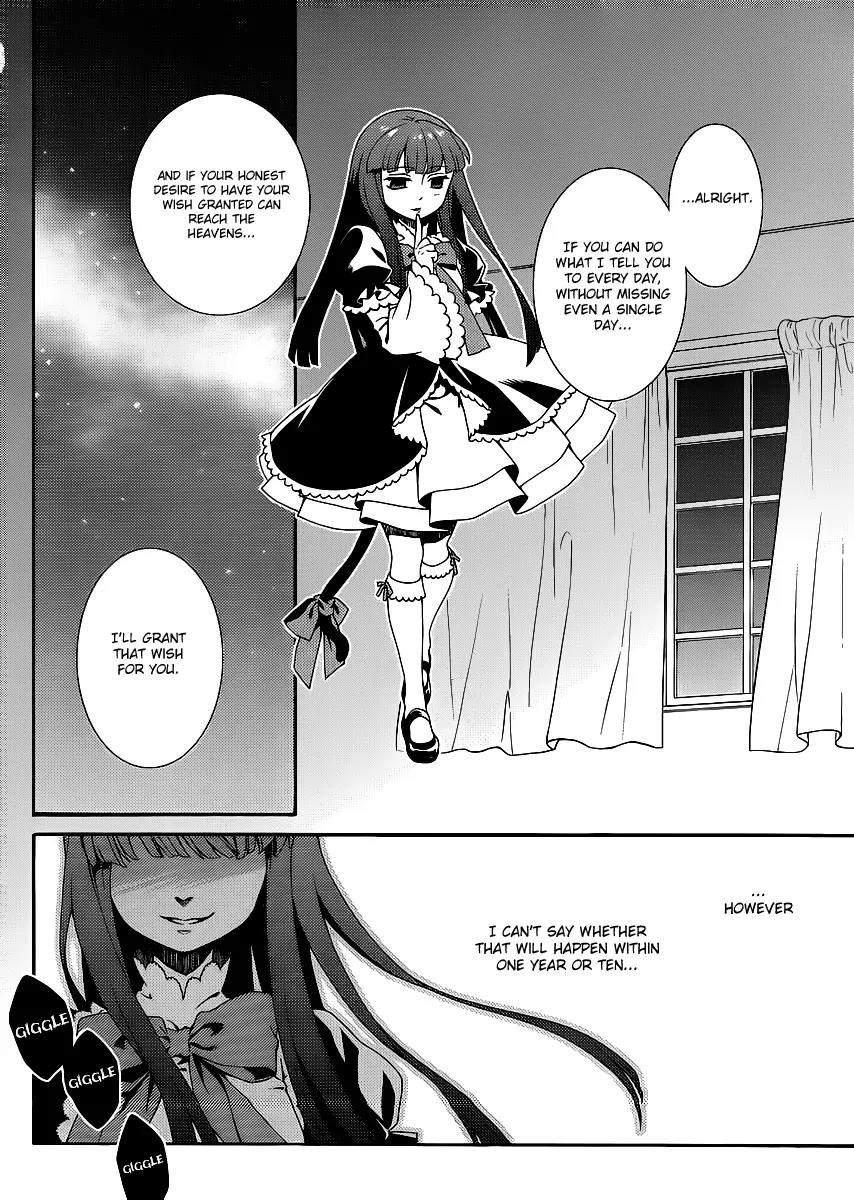 ...ALRIGHT.
IF YOU CAN DO
WHAT I TELL YOU
TO EVERY DAY,
WITHOUT MISSING
EVEN A SINGLE
DAY...
AND IF YOUR HONEST
DESIRE TO HAVE YOUR
WISH GRANTED CAN
REACH THE
HEAVENS...
I'LL GRANT
THAT WISH
FOR YOU.
...
HOWEVER
I CAN'T SAY WHETHER
THAT WILL HAPPEN WITHIN
ONE YEAR OR TEN...
GIGGLE
GIGGLE
GIGGLE